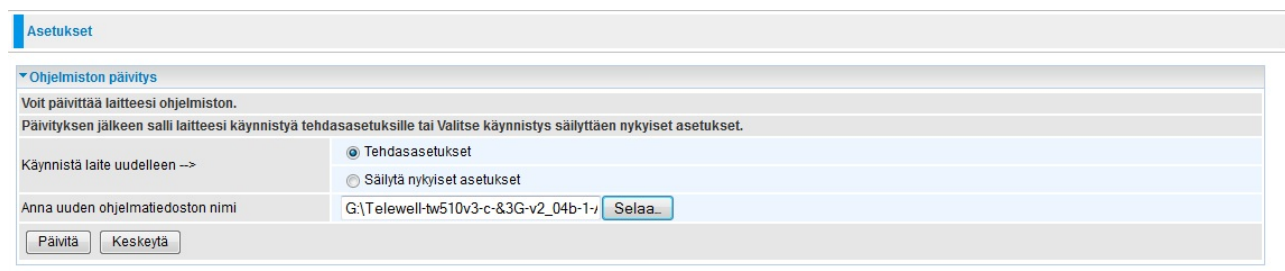 Asetukset
Ohjelmiston päivitys
Voit päivittää laitteesi ohjelmiston.
Päivityksen jälkeen salli laitteesi käynnistyä tehdasasetuksille tai Valitse käynnistys säilyttäen nykyiset asetukset.
Käynnistä laite uudelleen -->
Tehdasasetukset
Säilytä nykyiset asetukset
Anna uuden ohjelmatiedoston nimi G:\Telewell-tw510v3-c-&3G-v2_04b-1-/ Selaa...
Päivitä Keskeytä